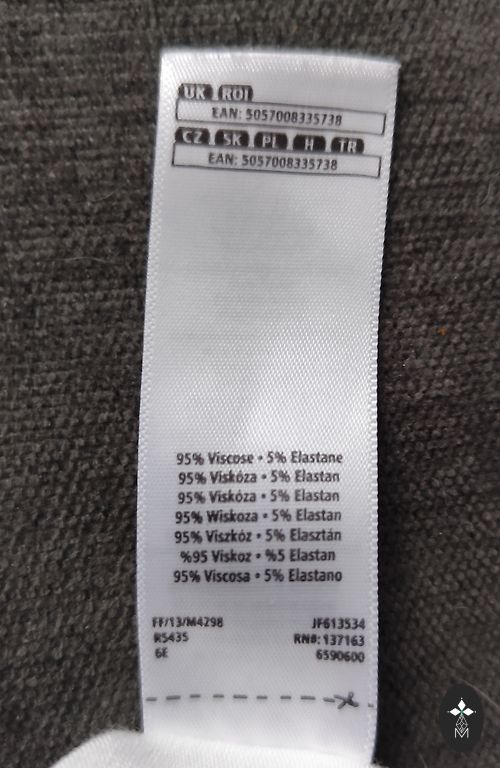 UK ROI
EAN: 5057008335738
CZ SK PL H TR
EAN: 5057008335738
95% Viscose • 5% Elastane
95% Viskóza • 5% Elastan
95% Viskóza • 5% Elastan
95% Wiskoza • 5% Elastan
95% Viszkóz • 5% Elasztán
%95 Viskoz • %5 Elastan
95% Viscosa • 5% Elastano
FF/13/M4298 JF613534
R5435 RN#: 137163
6E 6590600
M